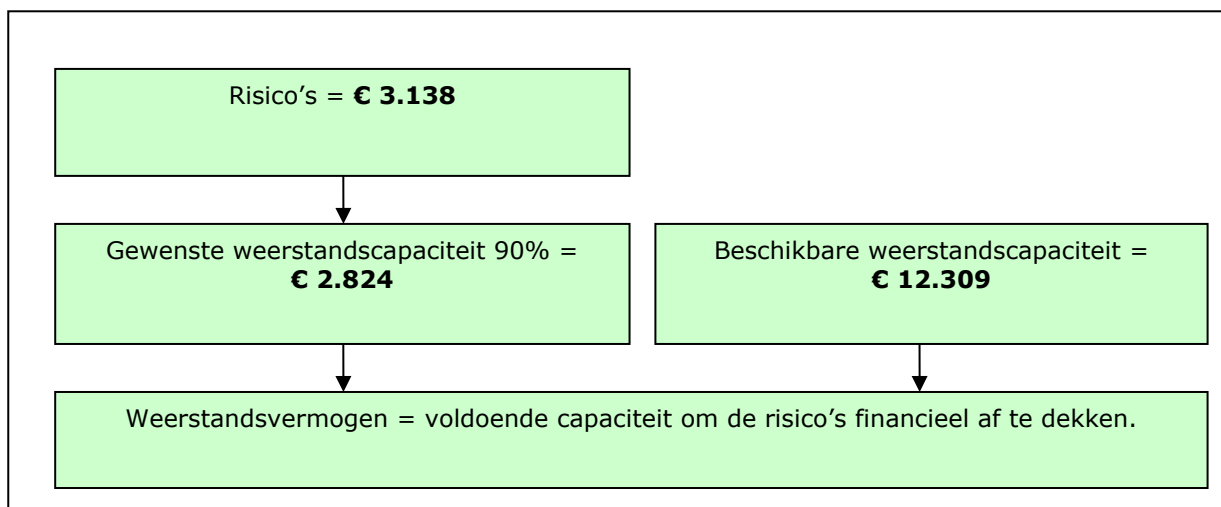 Risico’s = € 3.138
Gewenste weerstandscapaciteit 90% =
€ 2.824
Beschikbare weerstandscapaciteit =
€ 12.309
Weerstandsvermogen = voldoende capaciteit om de risico’s financieel af te dekken.